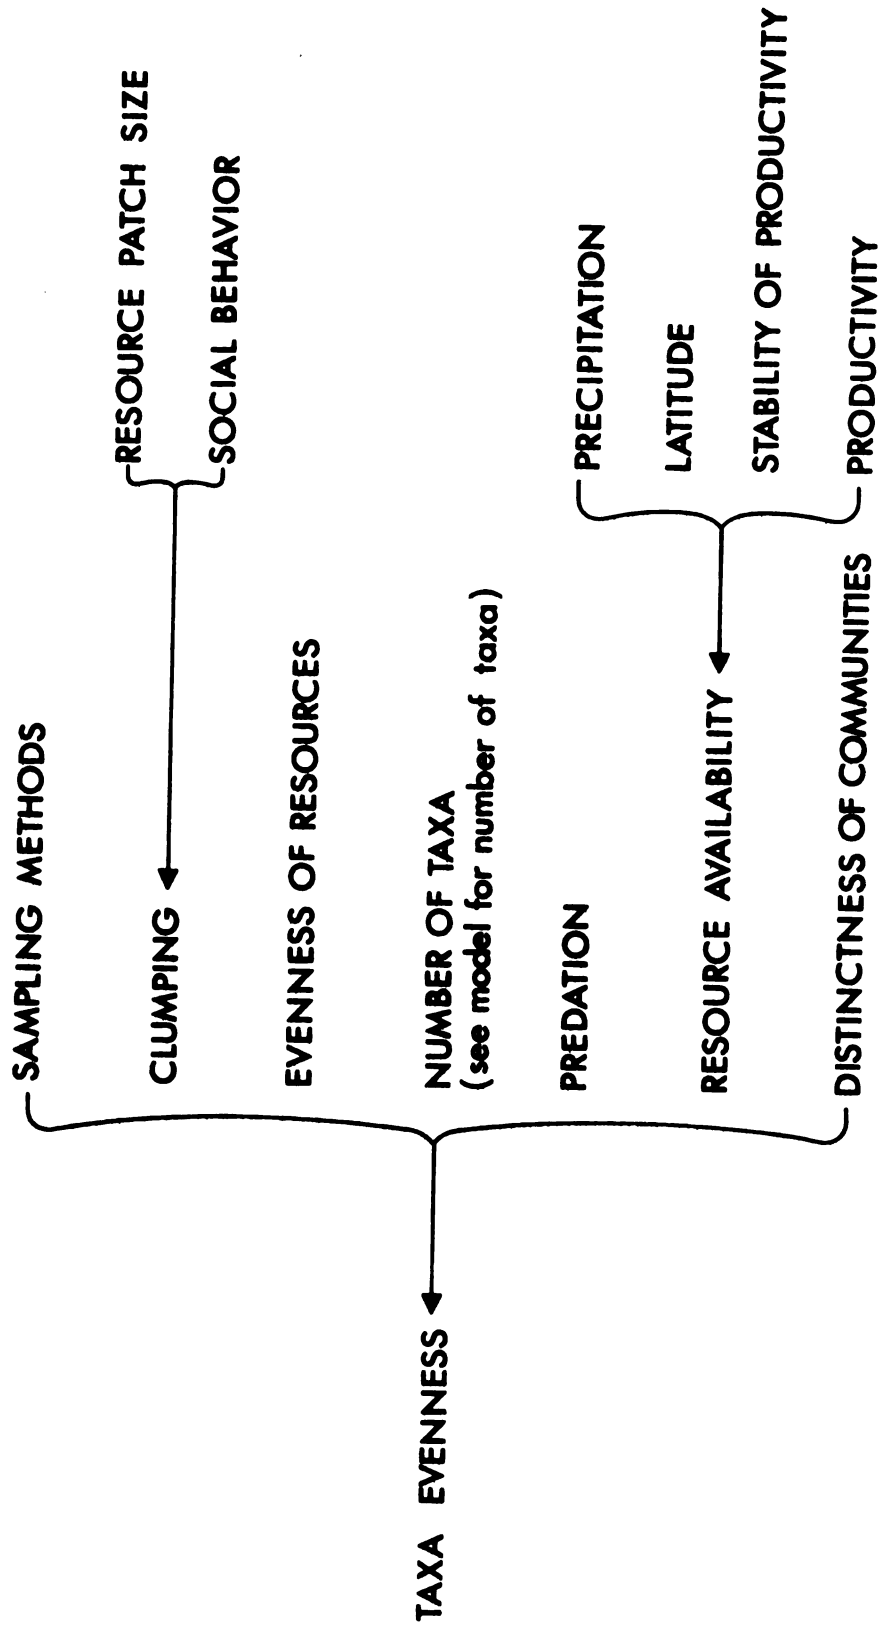 SAMPLING METHODS
RESOURCE PATCH SIZE
CLUMPING
SOCIAL BEHAVIOR
EVENNESS OF RESOURCES
TAXA EVENNESS
NUMBER OF TAXA
(see model for number of taxa)
PREDATION
PRECIPITATION
LATITUDE
RESOURCE AVAILABILITY
STABILITY OF PRODUCTIVITY
PRODUCTIVITY
DISTINCTNESS OF COMMUNITIES